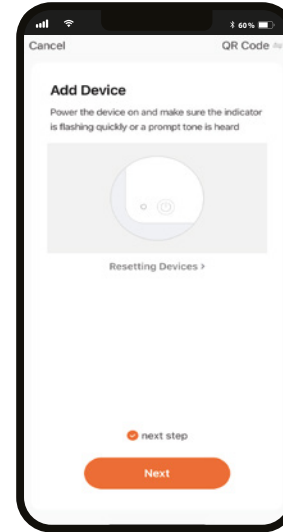 60%
Cancel
QR Code
Add Device
Power the device on and make sure the indicator
is flashing quickly or a prompt tone is heard
Resetting Devices >
next step
Next